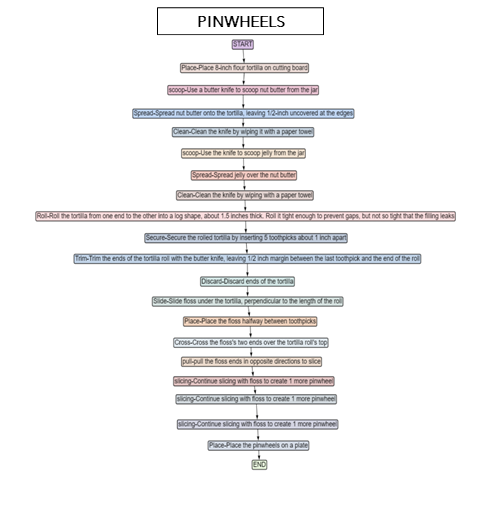 PINWHEELS
START
Place-Place 8-inch flour tortilla on cutting board
scoop-Use a butter knife to scoop nut butter from the jar
Spread-Spread nut butter onto the tortilla, leaving 1/2-inch uncovered at the edges
Clean-Clean the knife by wiping it with a paper towel
scoop-Use the knife to scoop jelly from the jar
Spread-Spread jelly over the nut butter
Clean-Clean the knife by wiping with a paper towel
Roll-Roll the tortilla from one end to the other into a log shape, about 1.5 inches thick. Roll it tight enough to prevent gaps, but not so tight that the filling leaks
Secure-Secure the rolled tortilla by inserting 5 toothpicks about 1 inch apart
Trim-Trim the ends of the tortilla roll with the butter knife, leaving 1/2 inch margin between the last toothpick and the end of the roll
Discard-Discard ends of the tortilla
Slide-Slide floss under the tortilla, perpendicular to the length of the roll
Place-Place the floss halfway between toothpicks
Cross-Cross the floss's two ends over the tortilla roll's top
pull-pull the floss ends in opposite directions to slice
slicing-Continue slicing with floss to create 1 more pinwheel
slicing-Continue slicing with floss to create 1 more pinwheel
slicing-Continue slicing with floss to create 1 more pinwheel
Place-Place the pinwheels on a plate
END